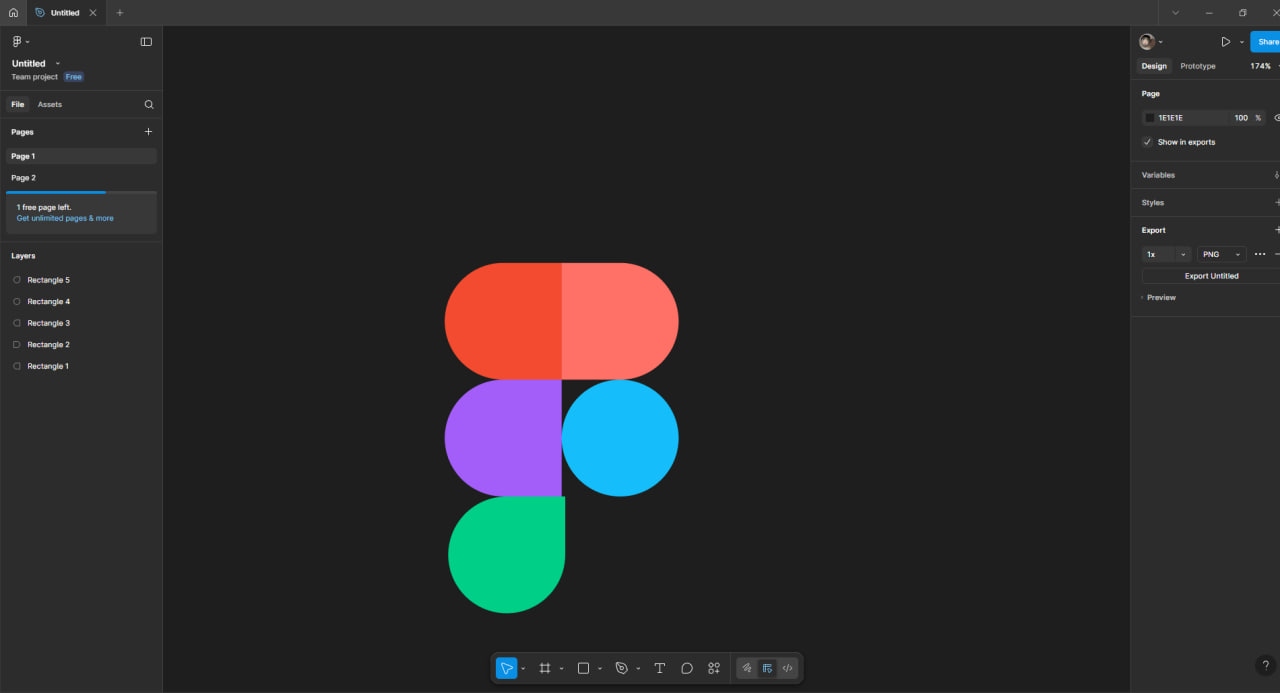 Untitled
Untitled
Team project Free
File Assets
Pages
Page 1
Page 2
1 free page left.
Get unlimited pages & more
Layers
Rectangle 5
Rectangle 4
Rectangle 3
Rectangle 2
Rectangle 1
Share
Design Prototype 174%
Page
1E1E1E 100 %
Show in exports
Variables
Styles
Export
1x PNG
Export Untitled
Preview
T
?